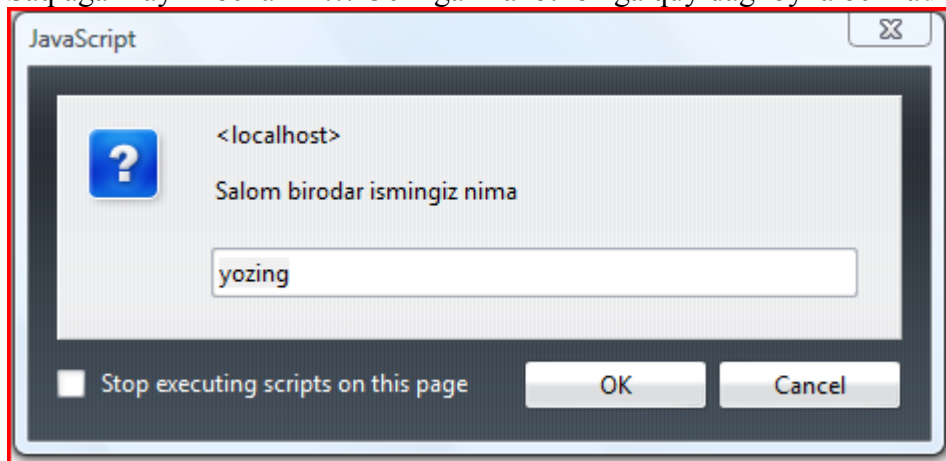 JavaScript
<localhost>
Salom birodar ismingiz nima
yozing
Stop executing scripts on this page
OK
Cancel